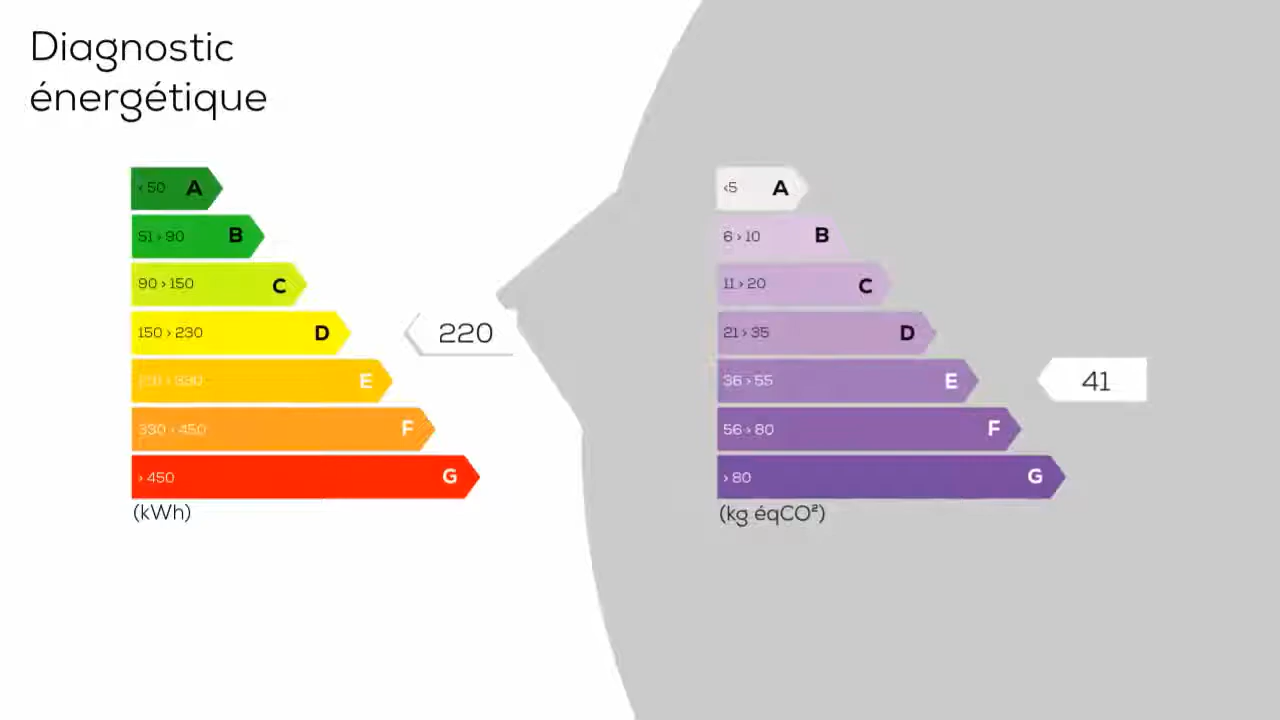 Diagnostic
énergétique
< 50 A
51 > 90 B
90 > 150 C
150 > 230 D
220
E
330 > 450 F
> 450 G
(kWh)
<5 A
6 > 10 B
11 > 20 C
21 > 35 D
36 > 55 E
41
56 > 80 F
> 80 G
(kg éqCO²)